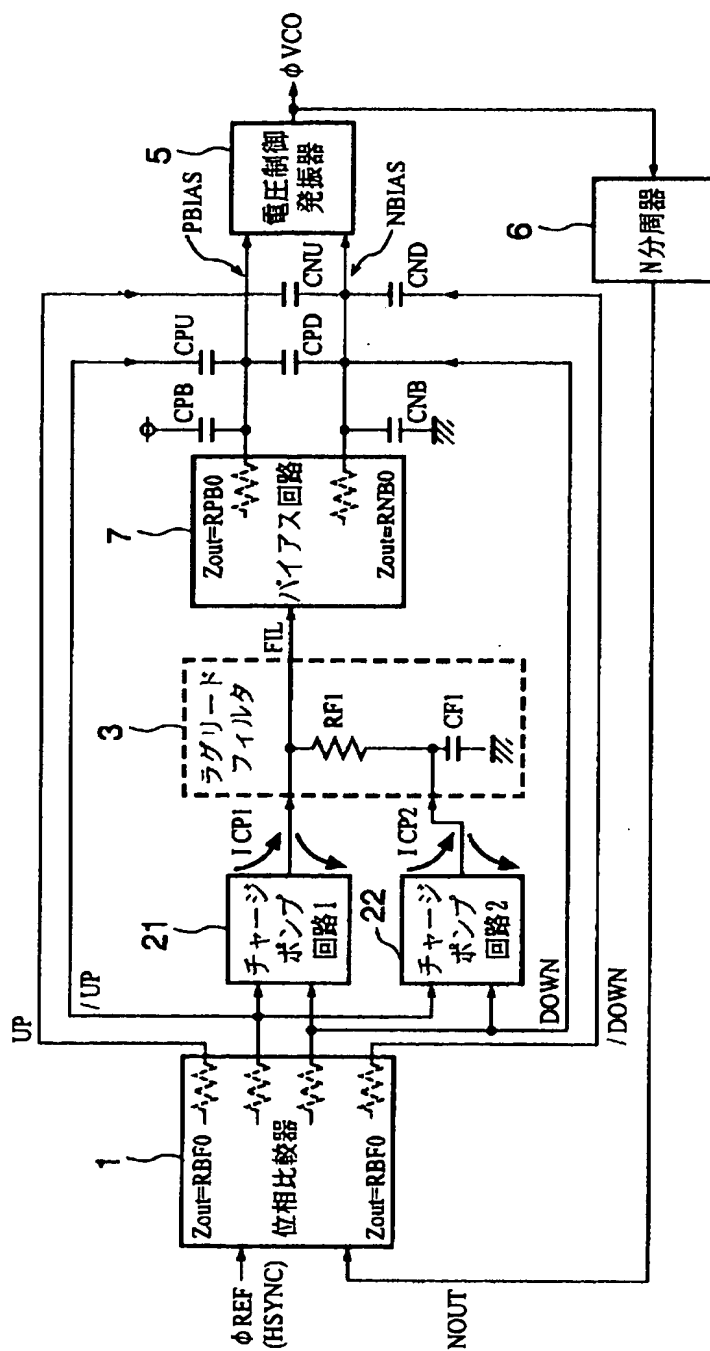 φREF
(HSYNC)
NOUT
1
Zout=RBF0
位相比較器
Zout=RBF0
UP
/UP
DOWN
/DOWN
21
チャージ
ポンプ
回路1
22
チャージ
ポンプ
回路2
ICP1
ICP2
3
ラグリード
フィルタ
RF1
CF1
FIL
7
Zout=RPB0
バイアス回路
Zout=RNB0
CPB
CNB
CPU
CPD
CNU
CND
PBIAS
NBIAS
5
電圧制御
発振器
φVCO
6
N分周器